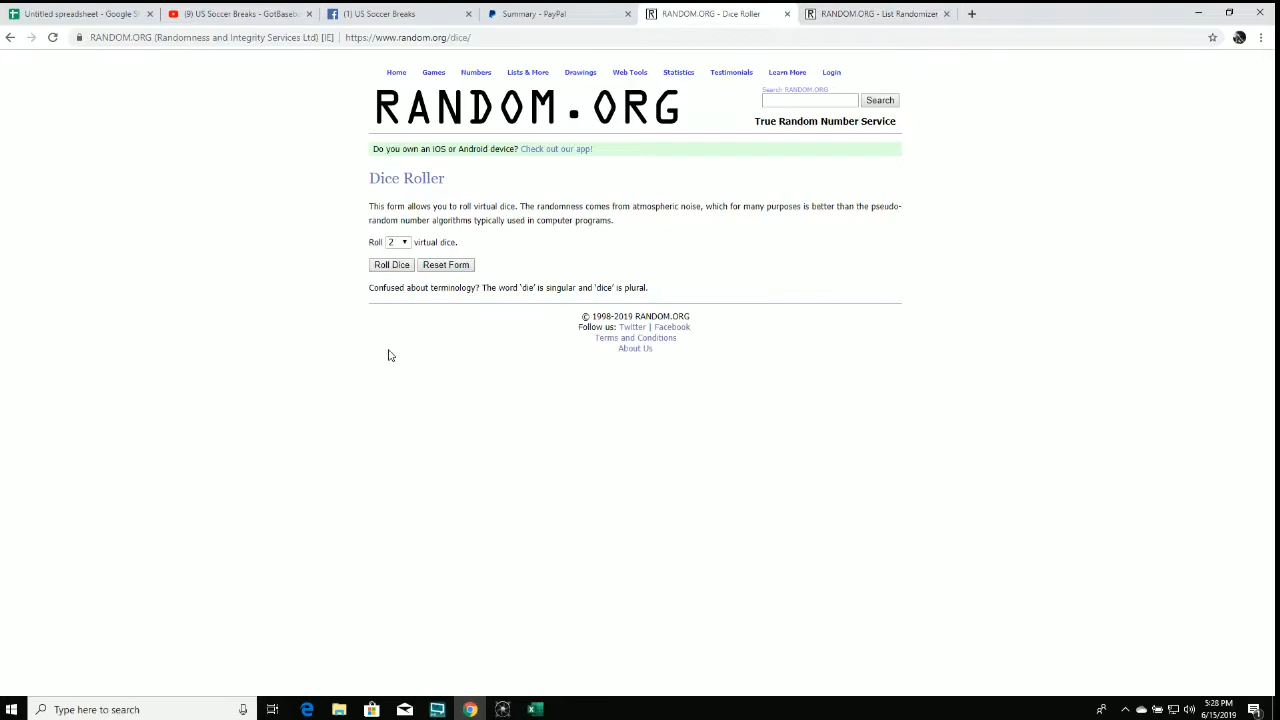 Untitled spreadsheet - Google S
(9) US Soccer Breaks - GotBaseb
(1) US Soccer Breaks
Summary - PayPal
RANDOM.ORG - Dice Roller
RANDOM.ORG - List Randomizer
RANDOM.ORG (Randomness and Integrity Services Ltd) [IE] | https://www.random.org/dice/
Home Games Numbers Lists & More Drawings Web Tools Statistics Testimonials Learn More Login
RANDOM.ORG
Search RANDOM.ORG
Search
True Random Number Service
Do you own an iOS or Android device? Check out our app!
Dice Roller
This form allows you to roll virtual dice. The randomness comes from atmospheric noise, which for many purposes is better than the pseudo-
random number algorithms typically used in computer programs.
Roll 2 virtual dice.
Roll Dice Reset Form
Confused about terminology? The word 'die' is singular and 'dice' is plural.
© 1998-2019 RANDOM.ORG
Follow us: Twitter | Facebook
Terms and Conditions
About Us
Type here to search
5:28 PM
6/15/2019